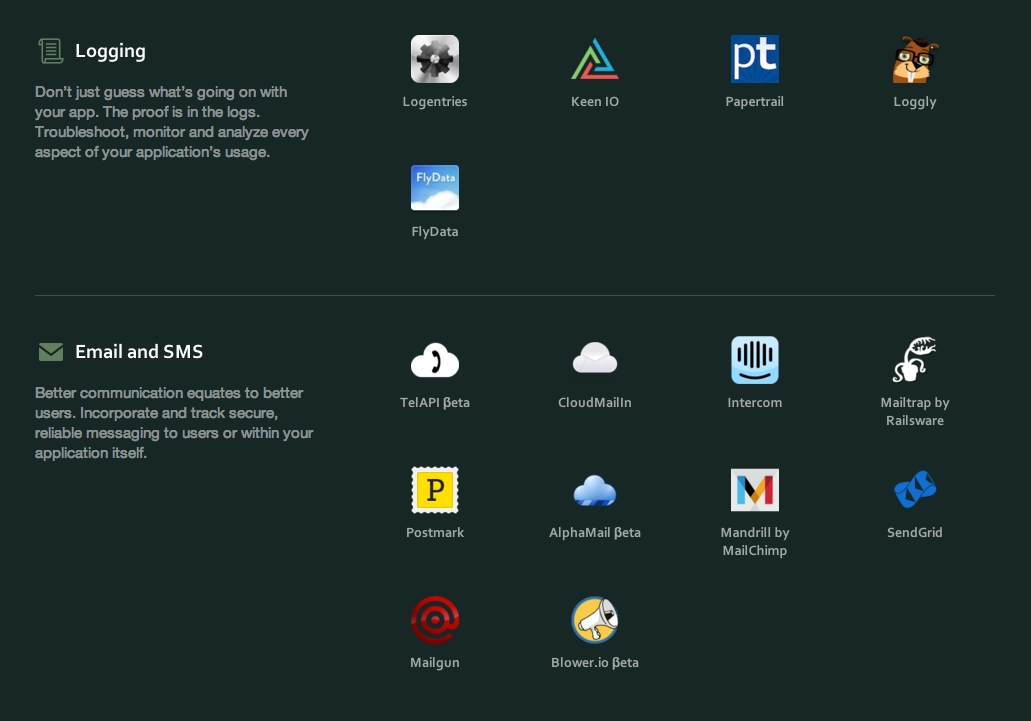 Logging
Don't just guess what's going on with
your app. The proof is in the logs.
Troubleshoot, monitor and analyze every
aspect of your application's usage.
Logentries
Keen IO
pt
Papertrail
Loggly
FlyData
FlyData
Email and SMS
Better communication equates to better
users. Incorporate and track secure,
reliable messaging to users or within your
application itself.
TelAPI βeta
CloudMailIn
Intercom
Mailtrap by
Railsware
P
Postmark
AlphaMail βeta
M
Mandrill by
MailChimp
SendGrid
Mailgun
Blower.io βeta